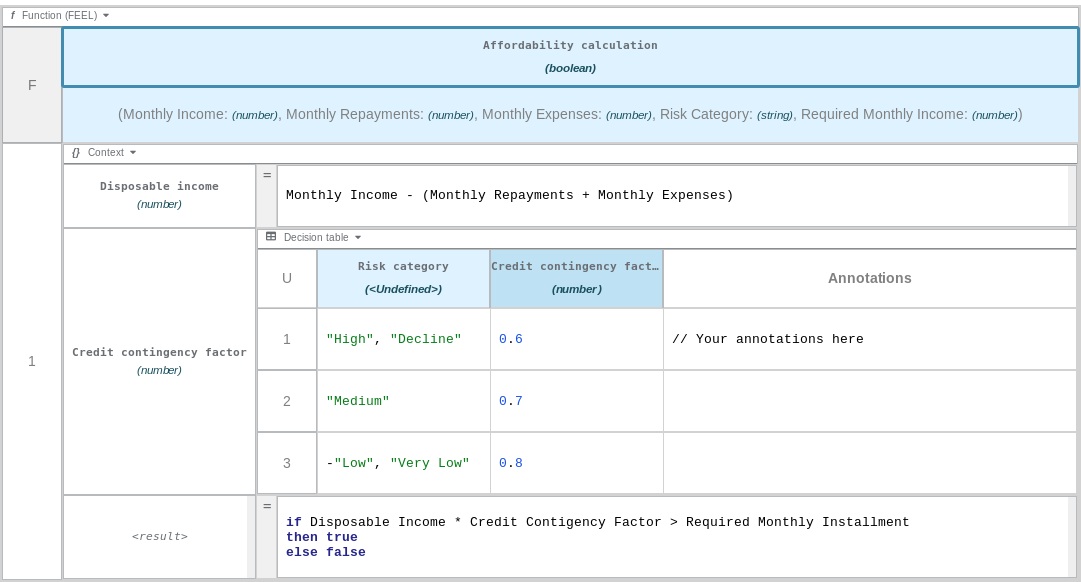 f Function (FEEL)
F
Affordability calculation
(boolean)
(Monthly Income: (number), Monthly Repayments: (number), Monthly Expenses: (number), Risk Category: (string), Required Monthly Income: (number))
1
{} Context
Disposable income
(number)
=
Monthly Income - (Monthly Repayments + Monthly Expenses)
Credit contingency factor
(number)
Decision table
U
Risk category
(<Undefined>)
Credit contingency fact…
(number)
Annotations
1
"High", "Decline"
0.6
// Your annotations here
2
"Medium"
0.7
3
-"Low", "Very Low"
0.8
<result>
=
if Disposable Income * Credit Contigency Factor > Required Monthly Installment
then true
else false